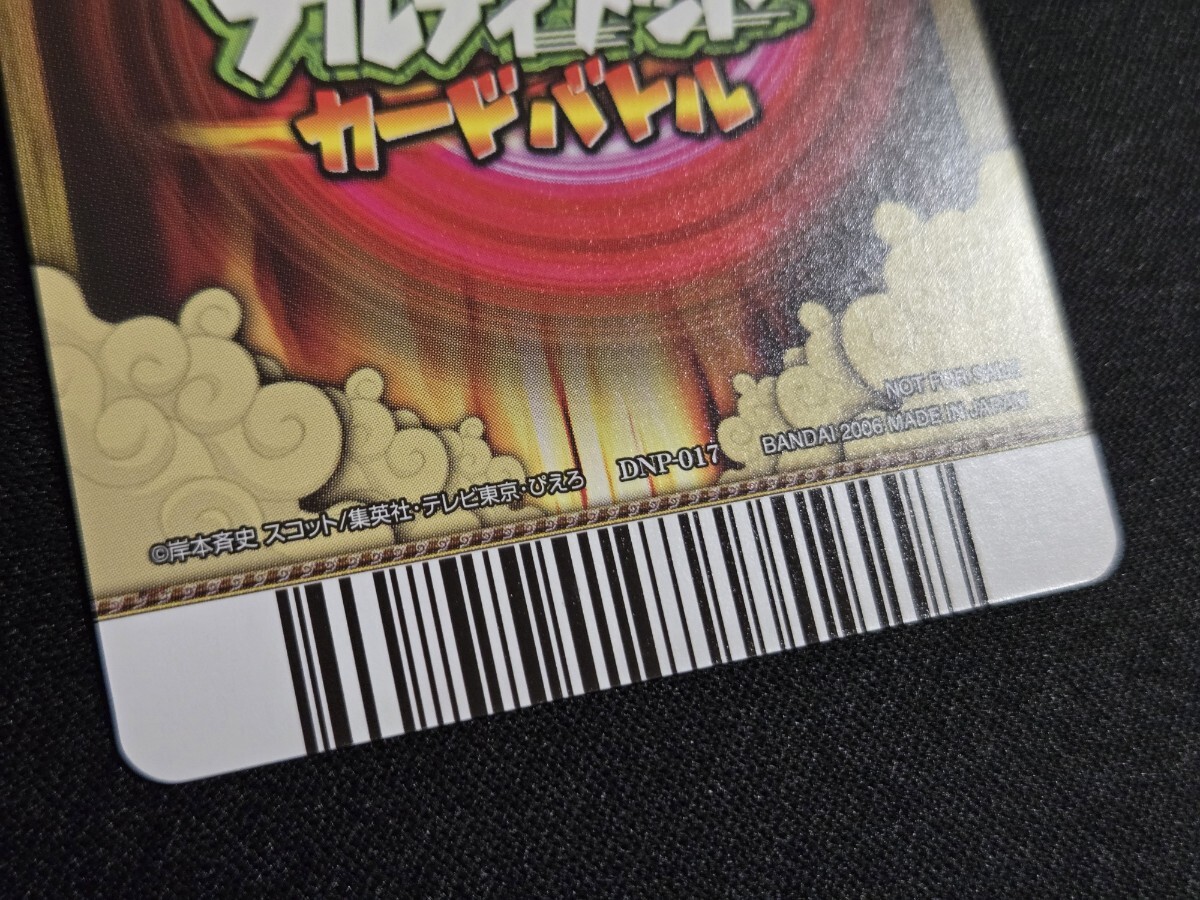 カードバトル
NOT FOR SALE
BANDAI 2006 MADE IN JAPAN
DNP-017
©岸本斉史 スコット/集英社・テレビ東京・ぴえろ